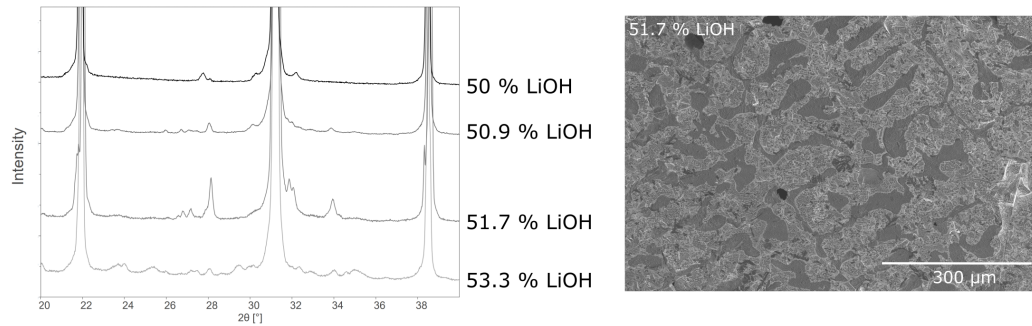 Intensity
50 % LiOH
50.9 % LiOH
51.7 % LiOH
53.3 % LiOH
20 22 24 26 28 30 32 34 36 38
2θ [°]
51.7 % LiOH
300 µm